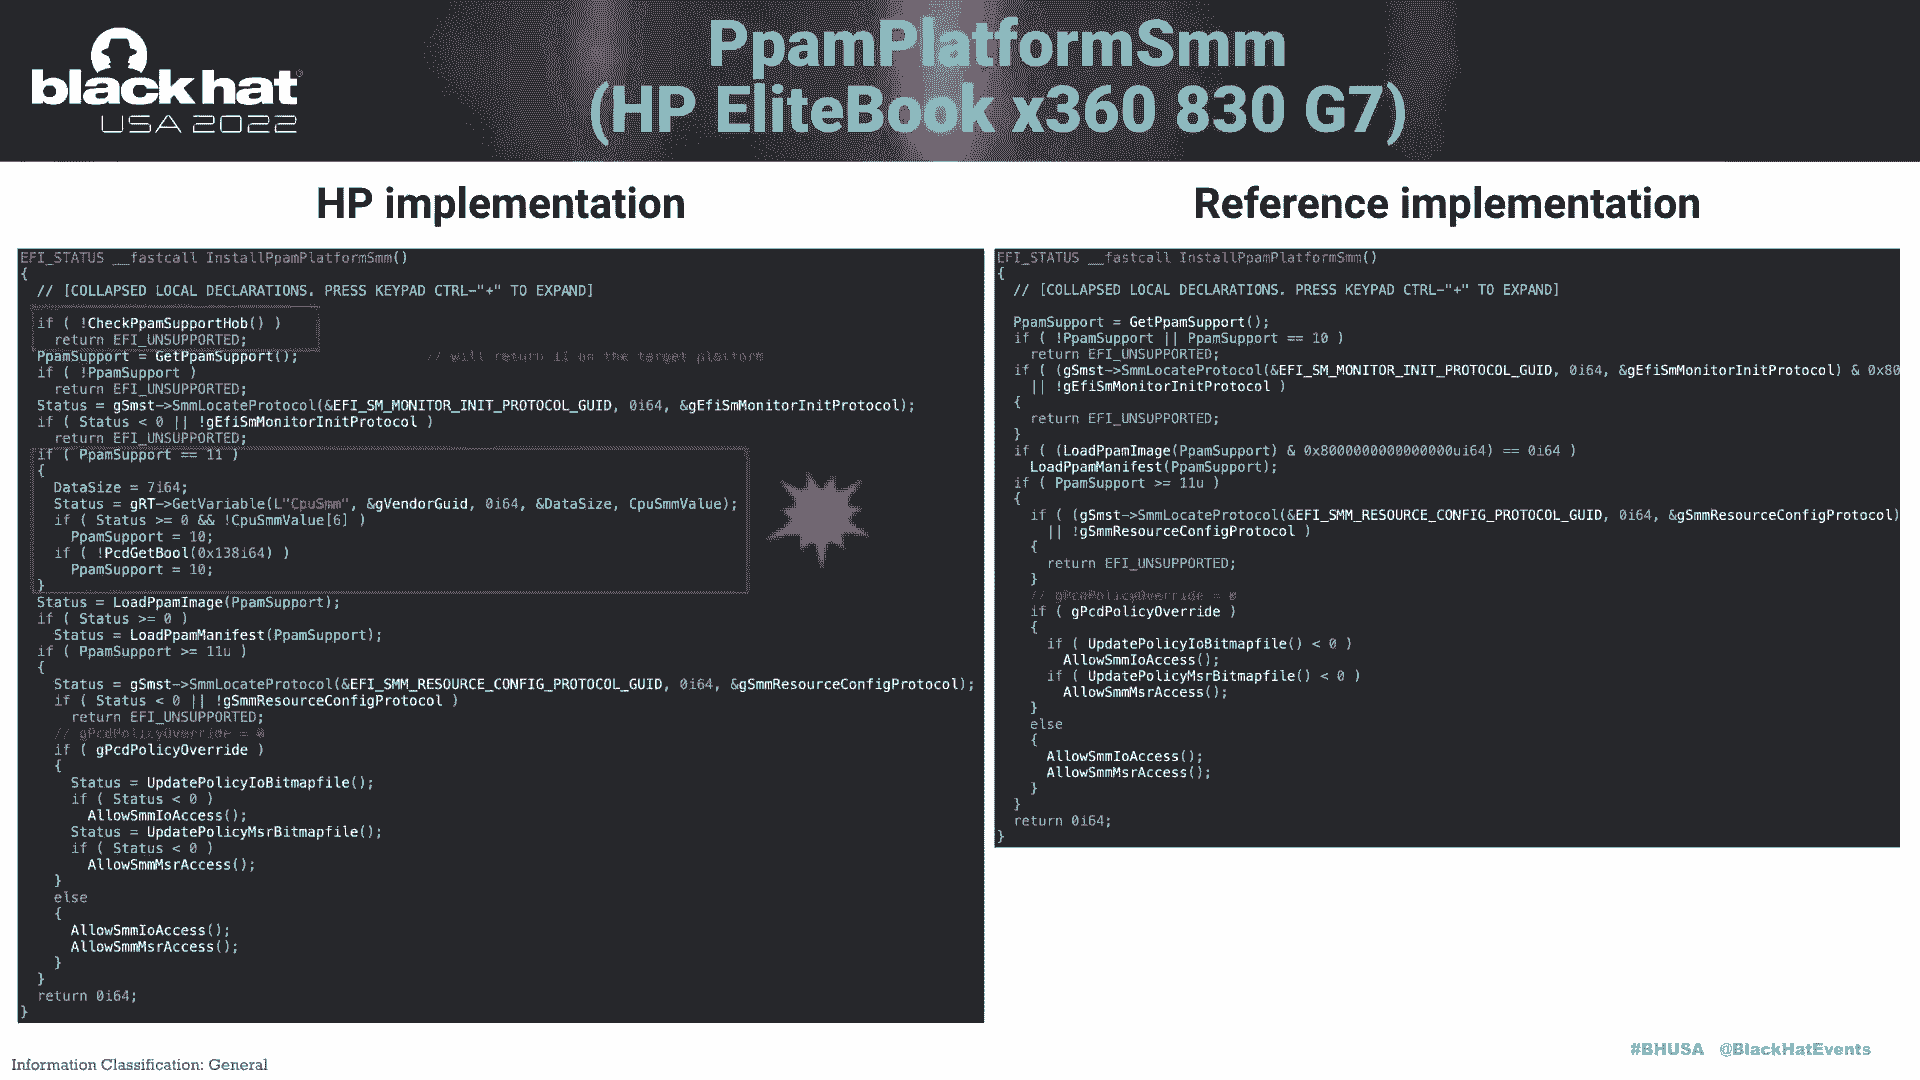 black hat
USA 2022
PpamPlatformSmm
(HP EliteBook x360 830 G7)
HP implementation
EFI_STATUS __fastcall InstallPpamPlatformSmm()
{
// [COLLAPSED LOCAL DECLARATIONS. PRESS KEYPAD CTRL-"+" TO EXPAND]
if ( !CheckPpamSupportHob() )
return EFI_UNSUPPORTED;
PpamSupport = GetPpamSupport(); // will return 11 on the target platform
if ( !PpamSupport )
return EFI_UNSUPPORTED;
Status = gSmst->SmmLocateProtocol(&EFI_SM_MONITOR_INIT_PROTOCOL_GUID, 0i64, &gEfiSmMonitorInitProtocol);
if ( Status < 0 || !gEfiSmMonitorInitProtocol )
return EFI_UNSUPPORTED;
if ( PpamSupport == 11 )
{
DataSize = 7i64;
Status = gRT->GetVariable(L"CpuSmm", &gVendorGuid, 0i64, &DataSize, CpuSmmValue);
if ( Status >= 0 && !CpuSmmValue[6] )
PpamSupport = 10;
if ( !PcdGetBool(0x138i64) )
PpamSupport = 10;
}
Status = LoadPpamImage(PpamSupport);
if ( Status >= 0 )
Status = LoadPpamManifest(PpamSupport);
if ( PpamSupport >= 11u )
{
Status = gSmst->SmmLocateProtocol(&EFI_SMM_RESOURCE_CONFIG_PROTOCOL_GUID, 0i64, &gSmmResourceConfigProtocol);
if ( Status < 0 || !gSmmResourceConfigProtocol )
return EFI_UNSUPPORTED;
// gPcdPolicyOverride = 0
if ( gPcdPolicyOverride )
{
Status = UpdatePolicyIoBitmapfile();
if ( Status < 0 )
AllowSmmIoAccess();
Status = UpdatePolicyMsrBitmapfile();
if ( Status < 0 )
AllowSmmMsrAccess();
}
else
{
AllowSmmIoAccess();
AllowSmmMsrAccess();
}
}
return 0i64;
}
Reference implementation
EFI_STATUS __fastcall InstallPpamPlatformSmm()
{
// [COLLAPSED LOCAL DECLARATIONS. PRESS KEYPAD CTRL-"+" TO EXPAND]
PpamSupport = GetPpamSupport();
if ( !PpamSupport || PpamSupport == 10 )
return EFI_UNSUPPORTED;
if ( (gSmst->SmmLocateProtocol(&EFI_SM_MONITOR_INIT_PROTOCOL_GUID, 0i64, &gEfiSmMonitorInitProtocol) & 0x80
|| !gEfiSmMonitorInitProtocol )
{
return EFI_UNSUPPORTED;
}
if ( (LoadPpamImage(PpamSupport) & 0x8000000000000000ui64) == 0i64 )
LoadPpamManifest(PpamSupport);
if ( PpamSupport >= 11u )
{
if ( (gSmst->SmmLocateProtocol(&EFI_SMM_RESOURCE_CONFIG_PROTOCOL_GUID, 0i64, &gSmmResourceConfigProtocol)
|| !gSmmResourceConfigProtocol )
{
return EFI_UNSUPPORTED;
}
// gPcdPolicyOverride = 0
if ( gPcdPolicyOverride )
{
if ( UpdatePolicyIoBitmapfile() < 0 )
AllowSmmIoAccess();
if ( UpdatePolicyMsrBitmapfile() < 0 )
AllowSmmMsrAccess();
}
else
{
AllowSmmIoAccess();
AllowSmmMsrAccess();
}
}
return 0i64;
}
#BHUSA @BlackHatEvents
Information Classification: General